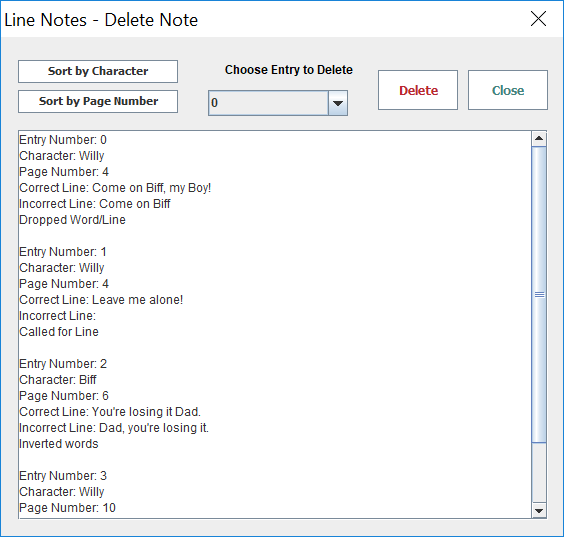 Line Notes - Delete Note
Sort by Character
Sort by Page Number
Choose Entry to Delete
0
Delete
Close
Entry Number: 0
Character: Willy
Page Number: 4
Correct Line: Come on Biff, my Boy!
Incorrect Line: Come on Biff
Dropped Word/Line
Entry Number: 1
Character: Willy
Page Number: 4
Correct Line: Leave me alone!
Incorrect Line:
Called for Line
Entry Number: 2
Character: Biff
Page Number: 6
Correct Line: You're losing it Dad.
Incorrect Line: Dad, you're losing it.
Inverted words
Entry Number: 3
Character: Willy
Page Number: 10